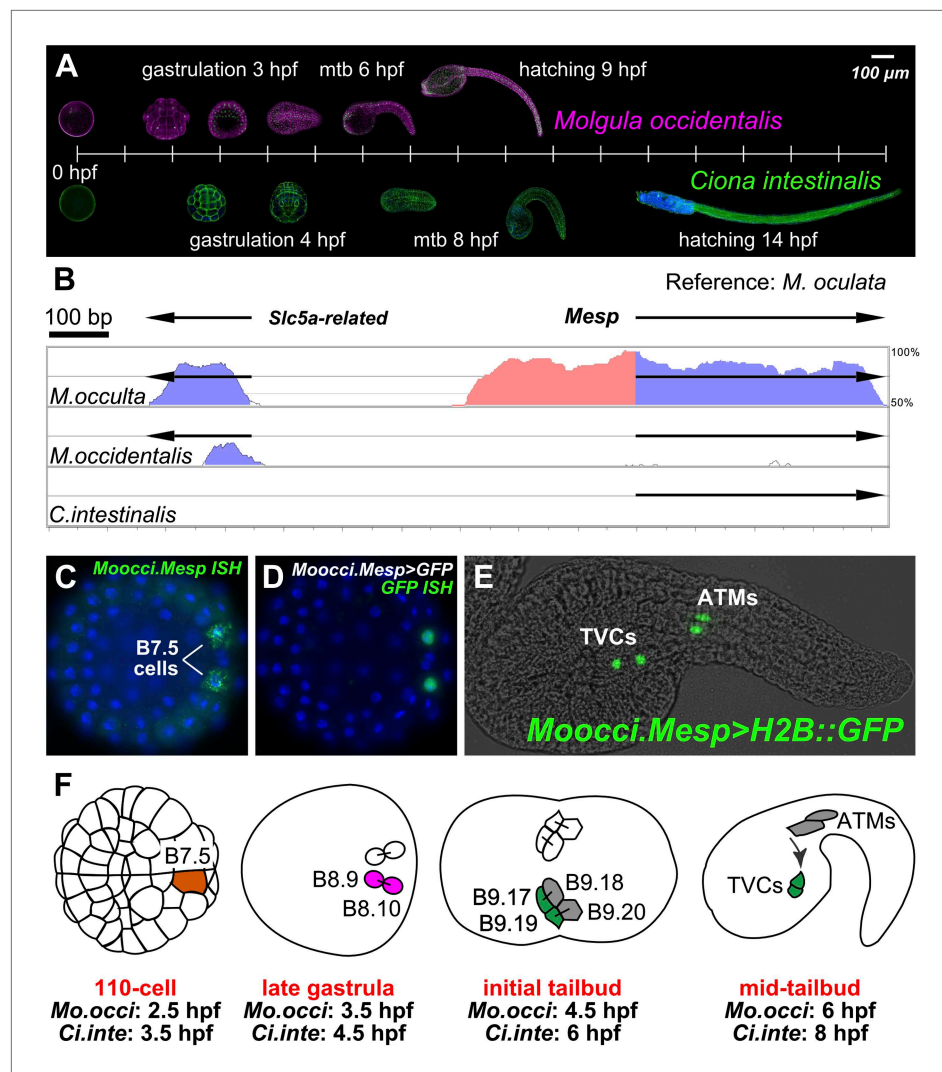 A
gastrulation 3 hpf
mtb 6 hpf
hatching 9 hpf
100 µm
Molgula occidentalis
0 hpf
Ciona intestinalis
gastrulation 4 hpf
mtb 8 hpf
hatching 14 hpf
B
Reference: M. oculata
100 bp
Slc5a-related
Mesp
100%
M.occulta
50%
M.occidentalis
C.intestinalis
C
Moocci.Mesp ISH
B7.5
cells
D
Moocci.Mesp>GFP
GFP ISH
E
ATMs
TVCs
Moocci.Mesp>H2B::GFP
F
B7.5
B8.9
B8.10
B9.17
B9.18
B9.19
B9.20
ATMs
TVCs
110-cell
Mo.occi: 2.5 hpf
Ci.inte: 3.5 hpf
late gastrula
Mo.occi: 3.5 hpf
Ci.inte: 4.5 hpf
initial tailbud
Mo.occi: 4.5 hpf
Ci.inte: 6 hpf
mid-tailbud
Mo.occi: 6 hpf
Ci.inte: 8 hpf